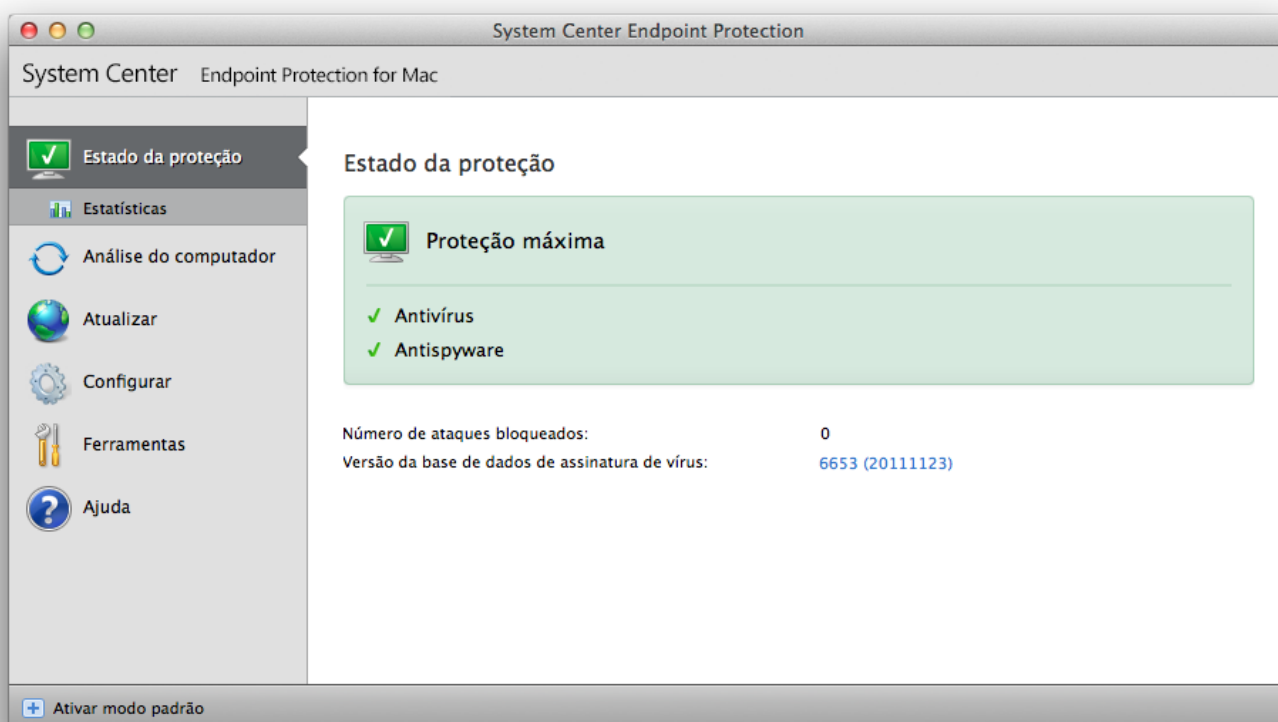 System Center Endpoint Protection
System Center Endpoint Protection for Mac
Estado da proteção
Estatísticas
Análise do computador
Atualizar
Configurar
Ferramentas
Ajuda
Estado da proteção
Proteção máxima
Antivírus
Antispyware
Número de ataques bloqueados: 0
Versão da base de dados de assinatura de vírus: 6653 (20111123)
Ativar modo padrão